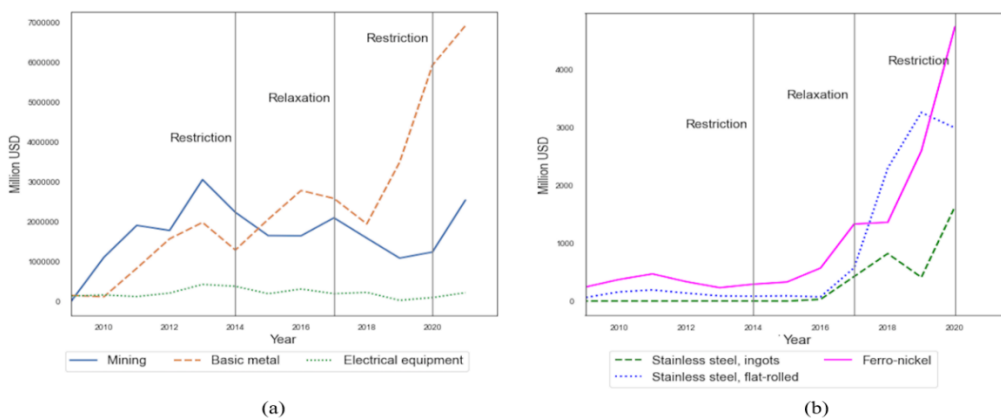 7000000
6000000
5000000
4000000
3000000
2000000
1000000
0
Million USD
Restriction
Relaxation
Restriction
2010
2012
2014
2016
2018
2020
Year
Mining
Basic metal
Electrical equipment
(a)
4000
3000
2000
1000
0
Million USD
Restriction
Relaxation
Restriction
2010
2012
2014
2016
2018
2020
Year
Stainless steel, ingots
Stainless steel, flat-rolled
Ferro-nickel
(b)